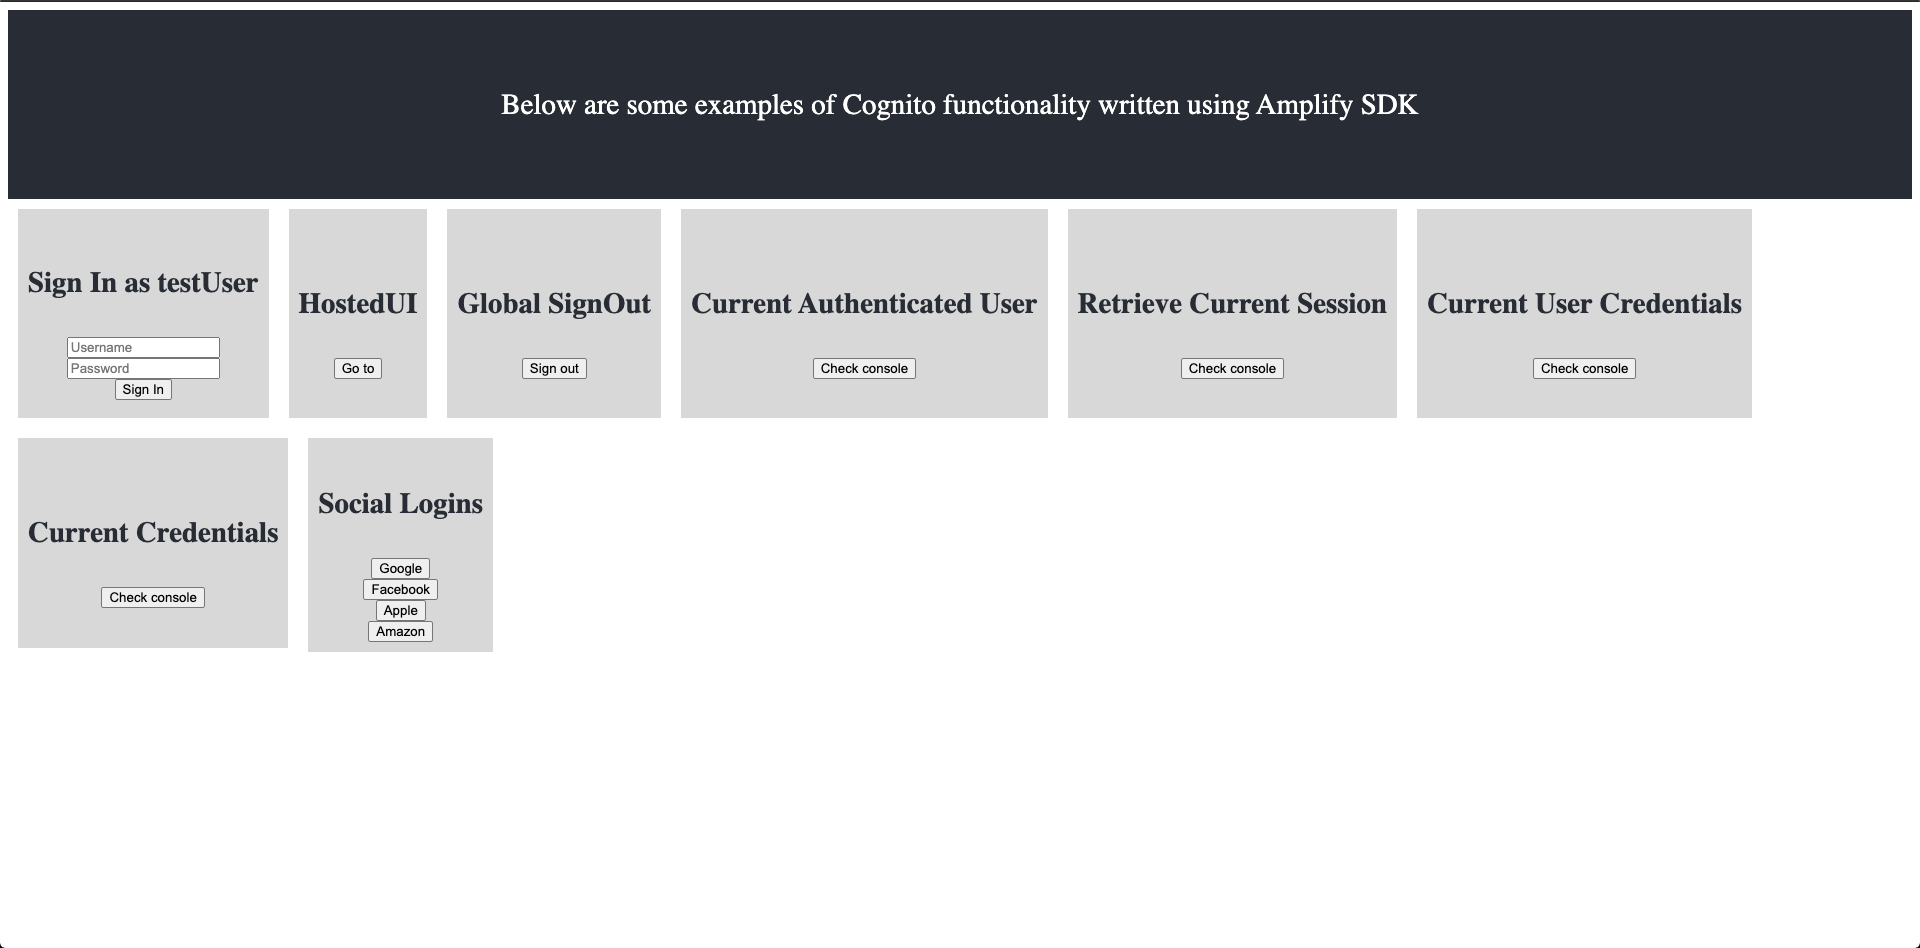 Below are some examples of Cognito functionality written using Amplify SDK
Sign In as testUser
Username
Password
Sign In
HostedUI
Go to
Global SignOut
Sign out
Current Authenticated User
Check console
Retrieve Current Session
Check console
Current User Credentials
Check console
Current Credentials
Check console
Social Logins
Google
Facebook
Apple
Amazon